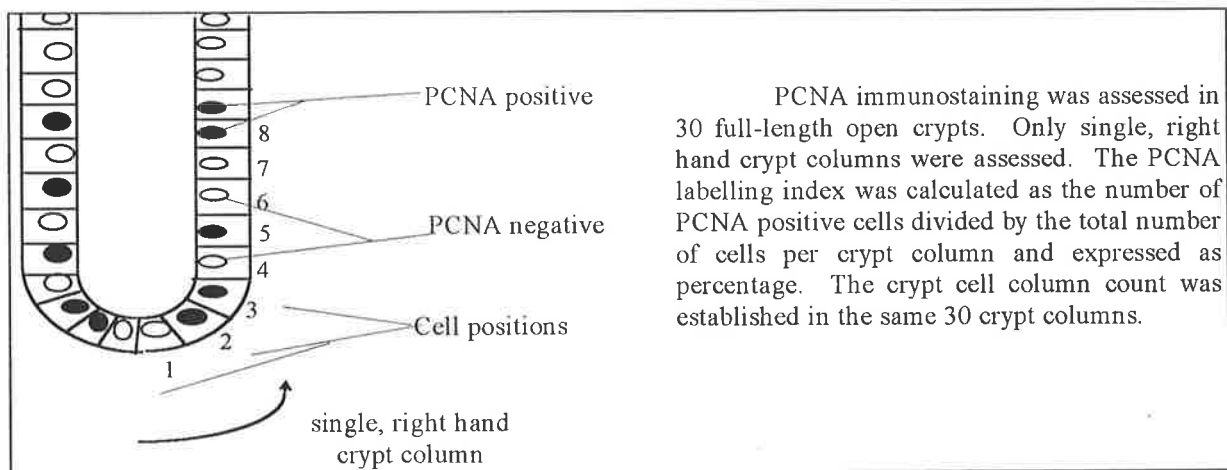 PCNA positive
8
7
6
PCNA negative
5
4
3
Cell positions
2
1
single, right hand
crypt column
PCNA immunostaining was assessed in
30 full-length open crypts. Only single, right
hand crypt columns were assessed. The PCNA
labelling index was calculated as the number of
PCNA positive cells divided by the total number
of cells per crypt column and expressed as
percentage. The crypt cell column count was
established in the same 30 crypt columns.